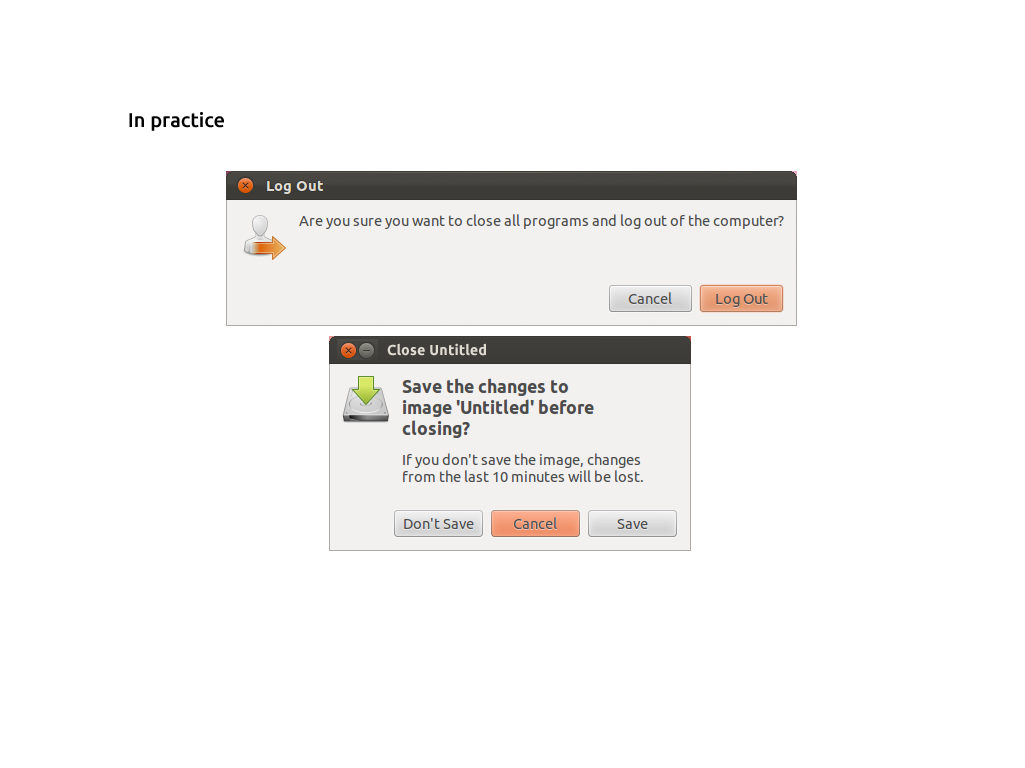 In practice
Log Out
Are you sure you want to close all programs and log out of the computer?
Cancel
Log Out
Close Untitled
Save the changes to
image 'Untitled' before
closing?
If you don't save the image, changes
from the last 10 minutes will be lost.
Don't Save
Cancel
Save